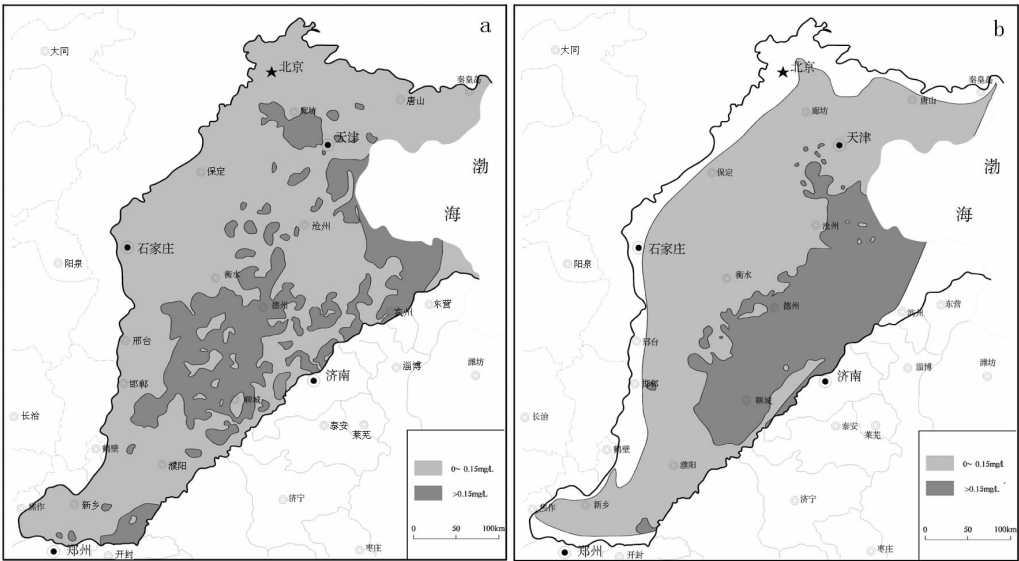 a
大同
北京
秦皇岛
唐山
廊坊
天津
渤
海
保定
沧州
石家庄
阳泉
衡水
德州
东营
宾州
邢台
淄博
潍坊
济南
邯郸
聊城
长治
泰安
莱芜
鹤壁
濮阳
0~ 0.15mg/L
>0.15mg/L
济宁
新乡
焦作
0 50 100km
郑州
开封
枣庄
b
大同
北京
秦皇岛
唐山
廊坊
天津
渤
海
保定
沧州
石家庄
阳泉
衡水
德州
东营
滨州
邢台
淄博
潍坊
济南
邯郸
聊城
长治
泰安
莱芜
鹤壁
濮阳
0~ 0.15mg/l
>0.15mg/L
济宁
新乡
焦作
0 50 100km
郑州
开封
枣庄